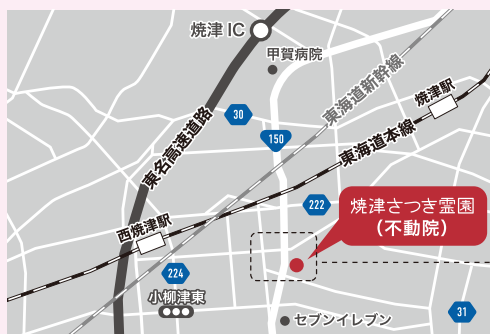 焼津IC
甲賀病院
東海道新幹線
焼津駅
30
150
東名高速道路
東海道本線
222
焼津さつき霊園
(不動院)
西焼津駅
224
小柳津東
セブンイレブン
31